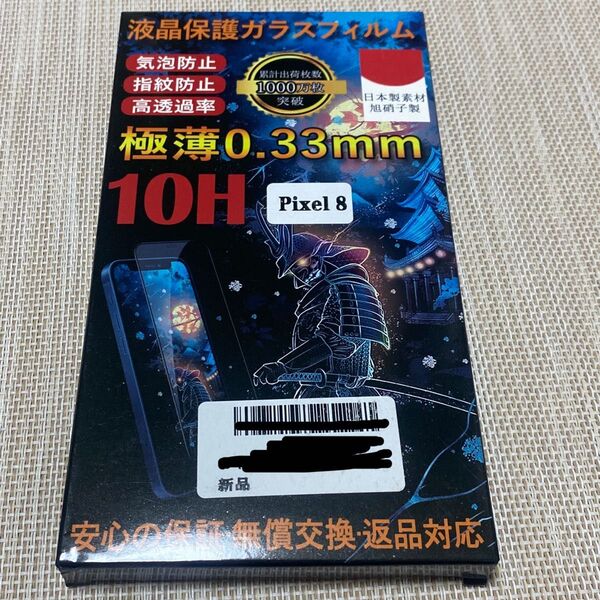 液晶保護ガラスフィルム
気泡防止
指紋防止
高透過率
累計出荷枚数
1000万枚
突破
日本製素材
旭硝子製
極薄0.33mm
10H
Pixel 8
新品
安心の保証・無償交換・返品対応